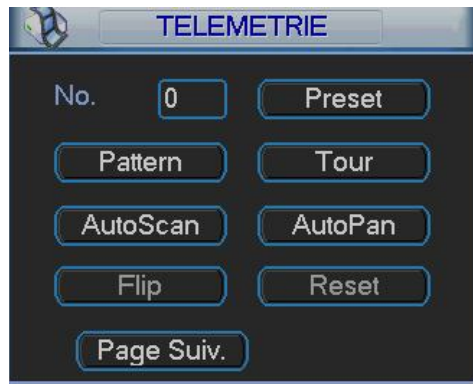 TELEMETRIE
No. 0 Preset
Pattern Tour
AutoScan AutoPan
Flip Reset
Page Suiv.